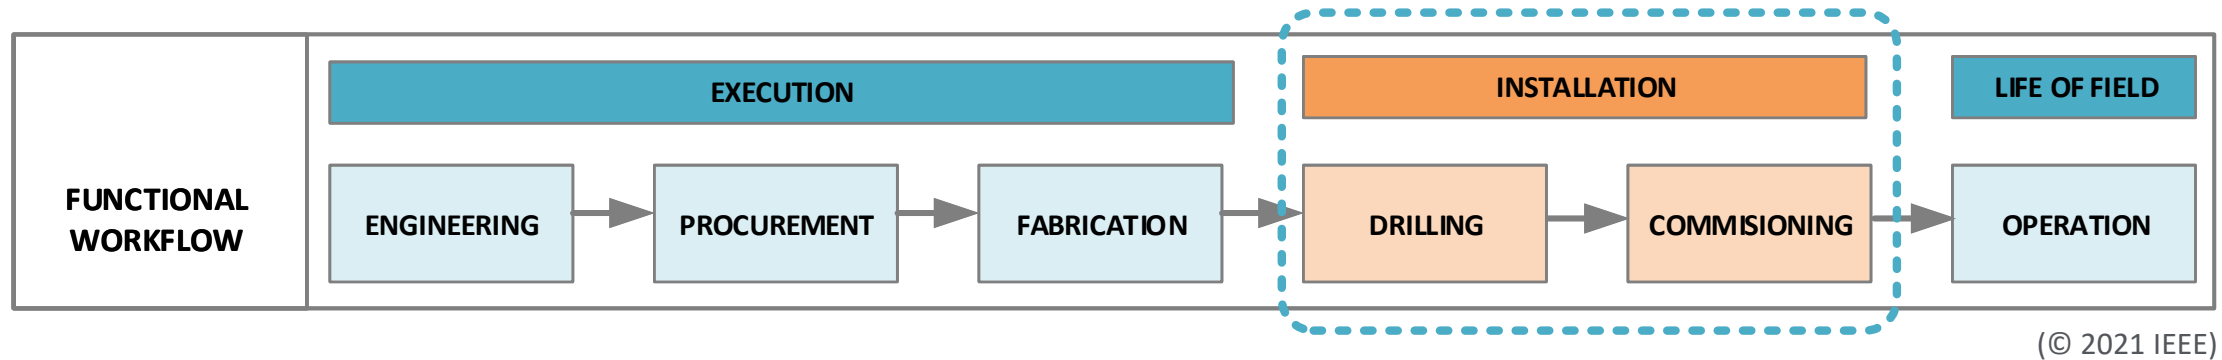 EXECUTION
INSTALLATION
LIFE OF FIELD
FUNCTIONAL
WORKFLOW
ENGINEERING
PROCUREMENT
FABRICATION
DRILLING
COMMISIONING
OPERATION
(© 2021 IEEE)